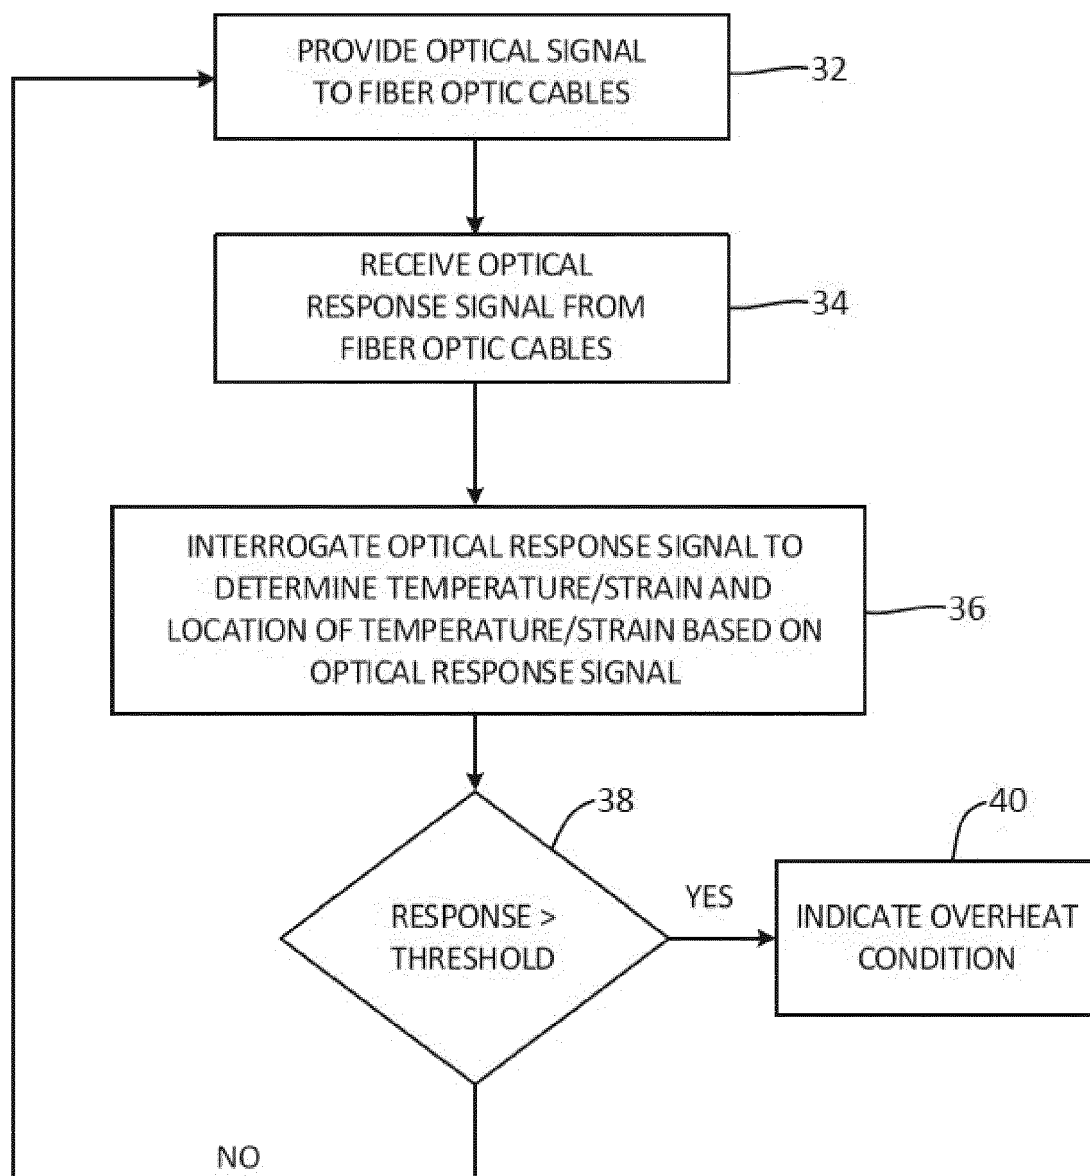 PROVIDE OPTICAL SIGNAL
TO FIBER OPTIC CABLES
32
RECEIVE OPTICAL
RESPONSE SIGNAL FROM
FIBER OPTIC CABLES
34
INTERROGATE OPTICAL RESPONSE SIGNAL TO
DETERMINE TEMPERATURE/STRAIN AND
LOCATION OF TEMPERATURE/STRAIN BASED ON
OPTICAL RESPONSE SIGNAL
36
38
RESPONSE >
THRESHOLD
YES
40
INDICATE OVERHEAT
CONDITION
NO